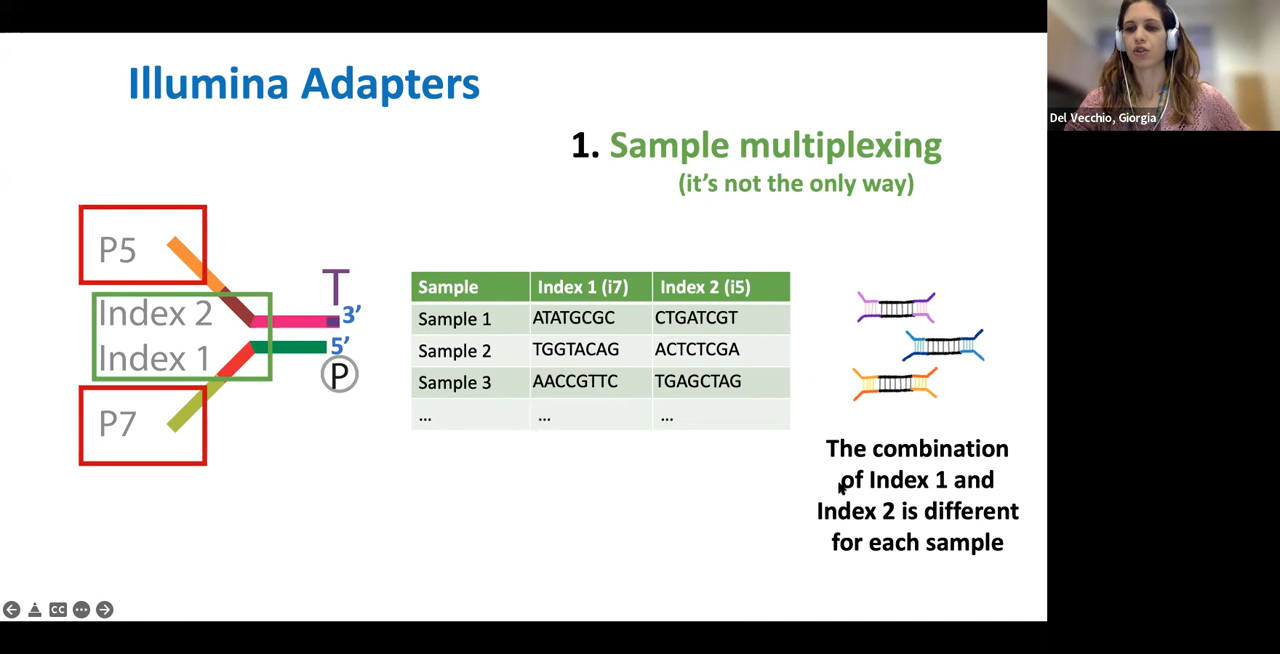 Illumina Adapters
1. Sample multiplexing
(it's not the only way)
P5
Index 2
Index 1
P7
T
3'
5'
P
Sample Index 1 (i7) Index 2 (i5)
Sample 1 ATATGCGC CTGATCGT
Sample 2 TGGTACAG ACTCTCGA
Sample 3 AACCGTTC TGAGCTAG
... ... ...
The combination
of Index 1 and
Index 2 is different
for each sample
Del Vecchio, Giorgia
CC